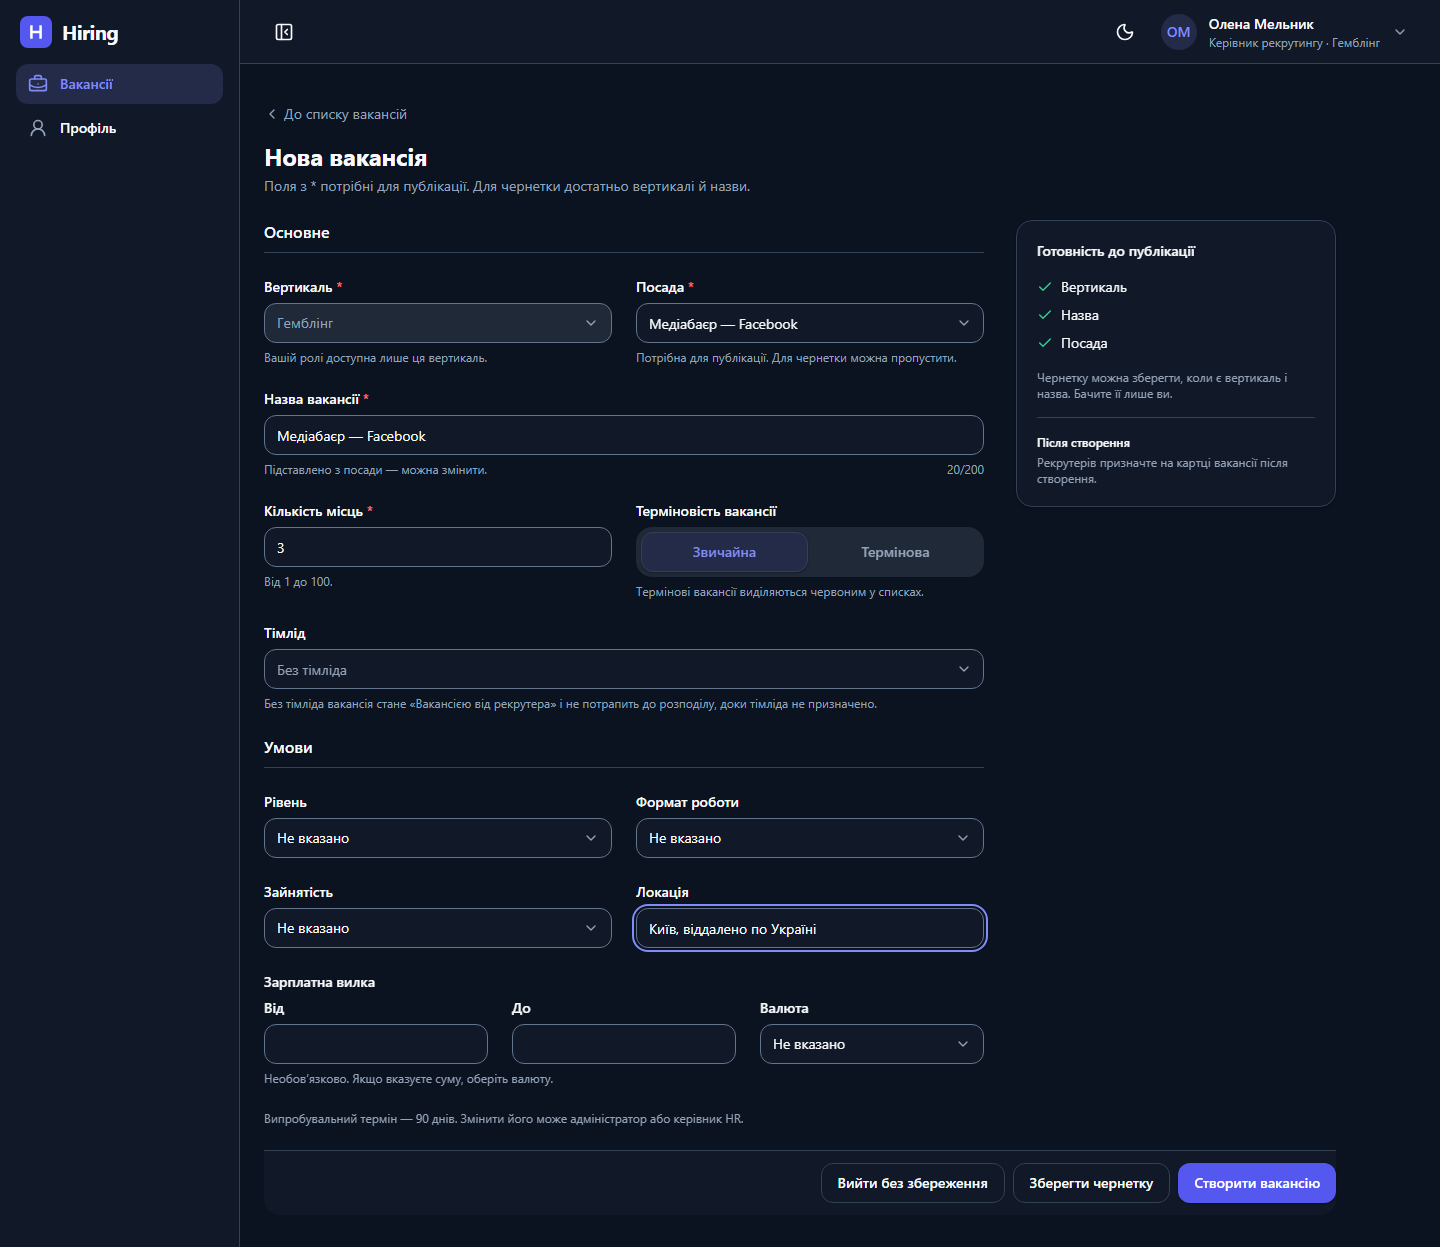 H Hiring
Вакансії
Профіль
ОМ
Олена Мельник
Керівник рекрутингу · Гемблінг
До списку вакансій
Нова вакансія
Поля з * потрібні для публікації. Для чернетки достатньо вертикалі й назви.
Основне
Вертикаль *
Гемблінг
Вашій ролі доступна лише ця вертикаль.
Посада *
Медіабаєр — Facebook
Потрібна для публікації. Для чернетки можна пропустити.
Назва вакансії *
Медіабаєр — Facebook
Підставлено з посади — можна змінити.
20/200
Кількість місць *
3
Від 1 до 100.
Терміновість вакансії
Звичайна
Термінова
Термінові вакансії виділяються червоним у списках.
Тімлід
Без тімліда
Без тімліда вакансія стане «Вакансією від рекрутера» і не потрапить до розподілу, доки тімліда не призначено.
Умови
Рівень
Не вказано
Формат роботи
Не вказано
Зайнятість
Не вказано
Локація
Київ, віддалено по Україні
Зарплатна вилка
Від
До
Валюта
Не вказано
Необов’язково. Якщо вказуєте суму, оберіть валюту.
Випробувальний термін — 90 днів. Змінити його може адміністратор або керівник HR.
Вийти без збереження
Зберегти чернетку
Створити вакансію
Готовність до публікації
Вертикаль
Назва
Посада
Чернетку можна зберегти, коли є вертикаль і
назва. Бачите її лише ви.
Після створення
Рекрутерів призначте на картці вакансії після
створення.